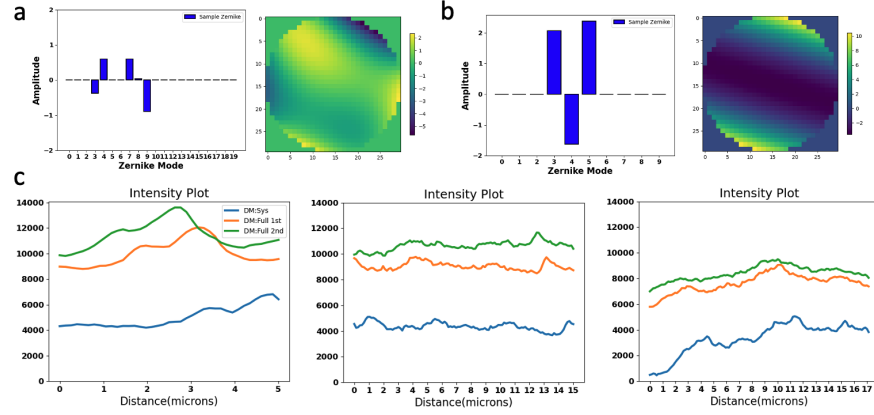 a
b
2
1
0
−1
−2
Amplitude
Sample Zernike
0 1 2 3 4 5 6 7 8 9 10 11 12 13 14 15 16 17 18 19
Zernike Mode
0
5
10
15
20
25
0 5 10 15 20 25
2
1
0
−1
−2
−3
−4
−5
2
1
0
−1
−2
Amplitude
Sample Zernike
0 1 2 3 4 5 6 7 8 9
Zernike Mode
0
5
10
15
20
25
0 5 10 15 20 25
10
8
6
4
2
0
−2
c
Intensity Plot
14000
12000
10000
8000
6000
4000
2000
0
DM:Sys
DM:Full 1st
DM:Full 2nd
0 1 2 3 4 5
Distance(microns)
Intensity Plot
14000
12000
10000
8000
6000
4000
2000
0
0 1 2 3 4 5 6 7 8 9 10 11 12 13 14 15
Distance(microns)
Intensity Plot
14000
12000
10000
8000
6000
4000
2000
0
0 1 2 3 4 5 6 7 8 9 10 11 12 13 14 15 16 17
Distance(microns)